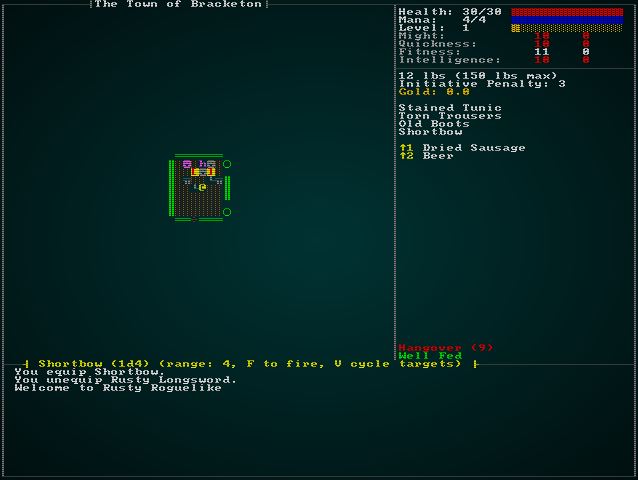 The Town of Bracketon
Health: 30/30
Mana: 4/4
Level: 1
Might: 10 0
Quickness: 10 0
Fitness: 11 0
Intelligence: 10 0
12 lbs (150 lbs max)
Initiative Penalty: 3
Gold: 0.0
Stained Tunic
Torn Trousers
Old Boots
Shortbow
↑1 Dried Sausage
↑2 Beer
Hangover (9)
Well Fed
Shortbow (1d4) (range: 4, F to fire, V cycle targets)
You equip Shortbow.
You unequip Rusty Longsword.
Welcome to Rusty Roguelike